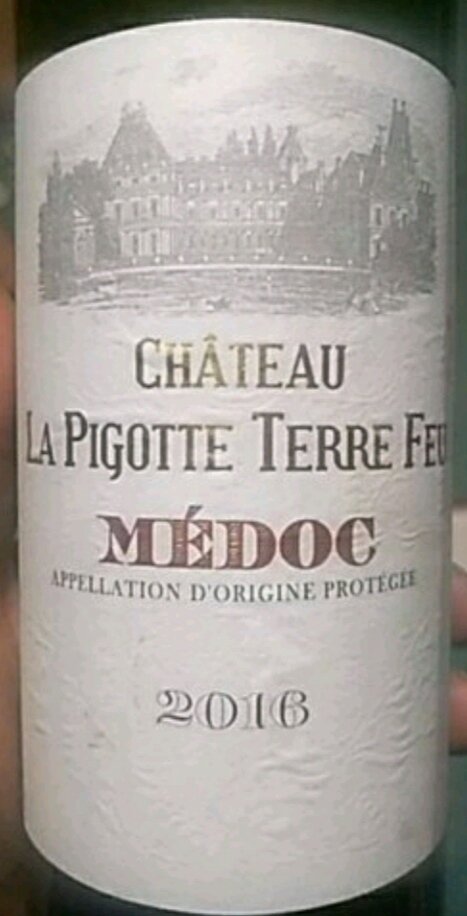 CHÂTEAU
LA PIGOTTE TERRE FEU
MÉDOC
APPELLATION D'ORIGINE PROTÉGÉE
2016